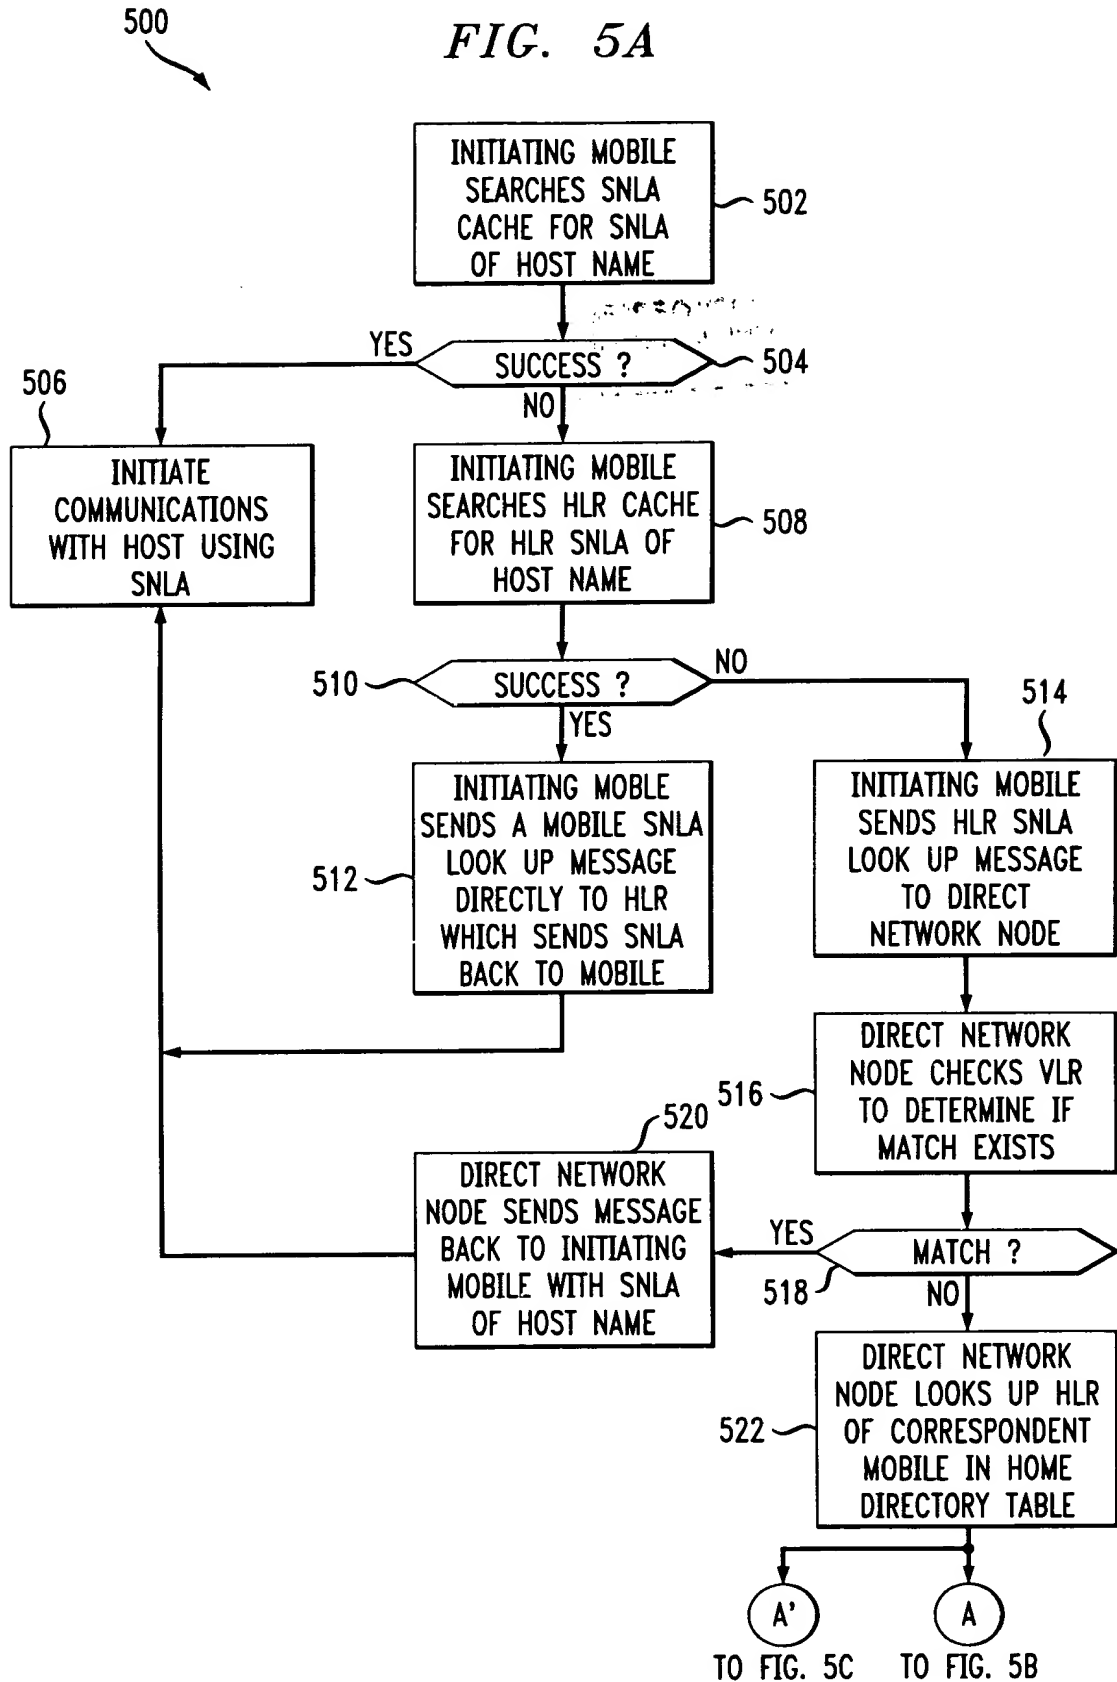 500
FIG. 5A
INITIATING MOBILE
SEARCHES SNLA
CACHE FOR SNLA
OF HOST NAME
502
YES
SUCCESS ?
504
NO
506
INITIATE
COMMUNICATIONS
WITH HOST USING
SNLA
INITIATING MOBILE
SEARCHES HLR CACHE
FOR HLR SNLA OF
HOST NAME
508
510
SUCCESS ?
NO
YES
514
INITIATING MOBLE
SENDS A MOBILE SNLA
LOOK UP MESSAGE
DIRECTLY TO HLR
WHICH SENDS SNLA
BACK TO MOBILE
512
INITIATING MOBILE
SENDS HLR SNLA
LOOK UP MESSAGE
TO DIRECT
NETWORK NODE
DIRECT NETWORK
NODE CHECKS VLR
TO DETERMINE IF
MATCH EXISTS
516
520
DIRECT NETWORK
NODE SENDS MESSAGE
BACK TO INITIATING
MOBILE WITH SNLA
OF HOST NAME
YES
MATCH ?
518
NO
DIRECT NETWORK
NODE LOOKS UP HLR
OF CORRESPONDENT
MOBILE IN HOME
DIRECTORY TABLE
522
A'
A
TO FIG. 5C
TO FIG. 5B